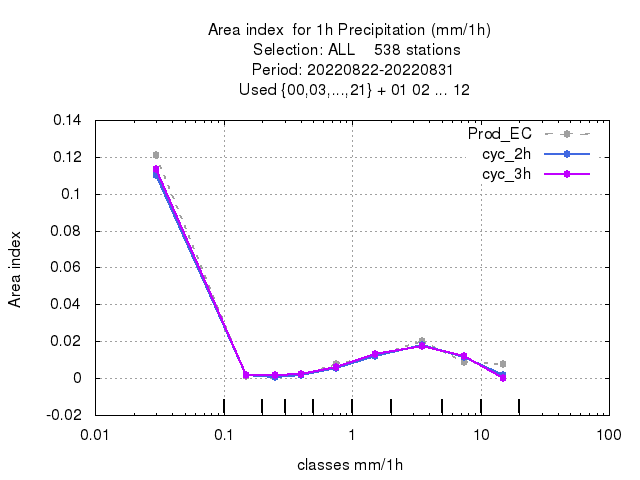 Area index  for 1h Precipitation (mm/1h)
Selection: ALL    538 stations
Period: 20220822-20220831
Used {00,03,...,21} + 01 02 ... 12
Prod_EC
cyc_2h
cyc_3h
0.14
0.12
0.1
0.08
0.06
0.04
0.02
0
-0.02
Area index
0.01 0.1 1 10 100
classes mm/1h